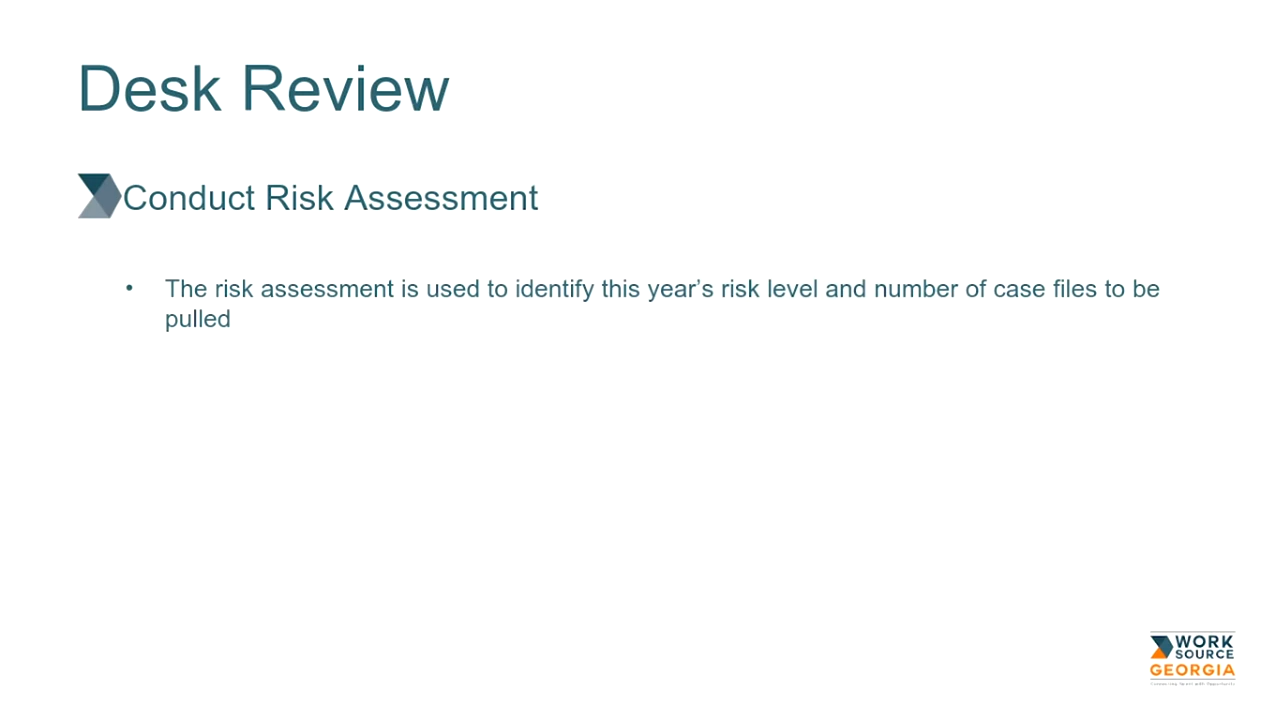 Desk Review
Conduct Risk Assessment
• The risk assessment is used to identify this year’s risk level and number of case files to be
pulled
WORK
SOURCE
GEORGIA